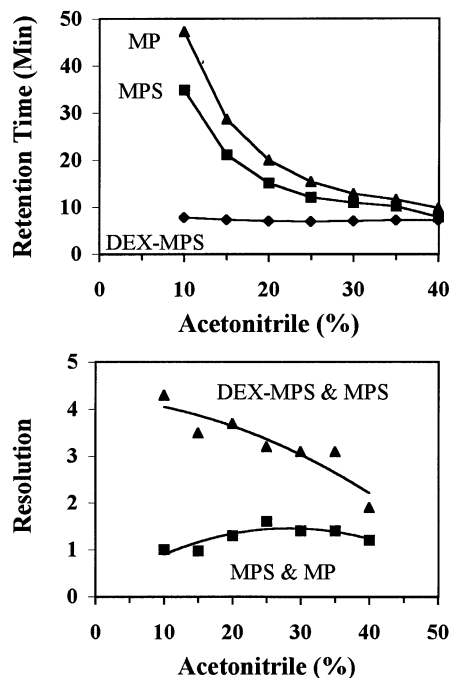 Retention Time (Min)
50
40
30
20
10
0
MP
MPS
DEX-MPS
0 10 20 30 40
Acetonitrile (%)
Resolution
5
4
3
2
1
0
DEX-MPS & MPS
MPS & MP
0 10 20 30 40 50
Acetonitrile (%)